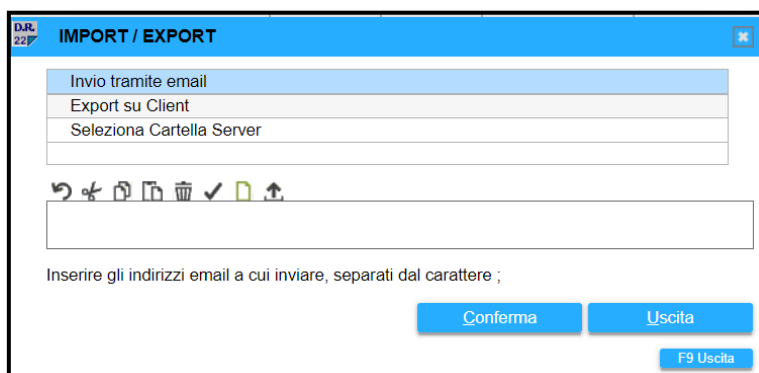 D.R.
22
IMPORT / EXPORT
Invio tramite email
Export su Client
Seleziona Cartella Server
Inserire gli indirizzi email a cui inviare, separati dal carattere ;
Conferma
Uscita
F9 Uscita